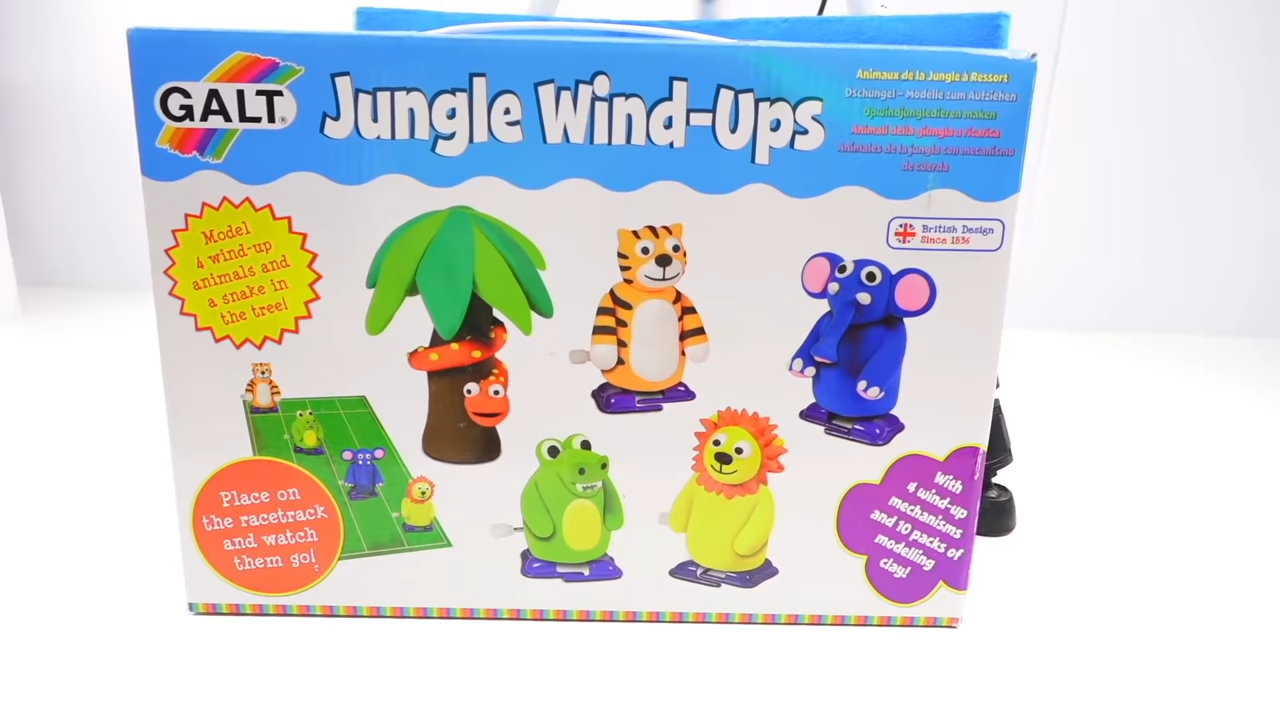 GALT
Jungle Wind-Ups
Animaux de la Jungle à Ressort
Dschungel - Modelle zum Aufziehen
Opwindjungledieren maken
Animali della giungla a ricarica
Animales de la jungla con mecanismo
de cuerda
British Design
Since 1836
Model
4 wind-up
animals and
a snake in
the tree!
Place on
the racetrack
and watch
them go!
With
4 wind-up
mechanisms
and 10 packs of
modelling
clay!